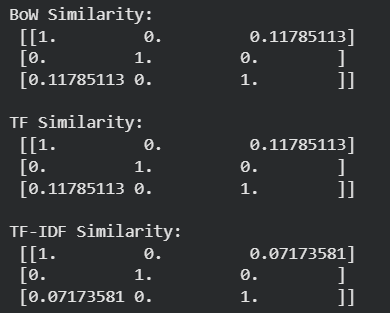 BoW Similarity:
[[1. 0. 0.11785113]
[0. 1. 0. ]
[0.11785113 0. 1. ]]
TF Similarity:
[[1. 0. 0.11785113]
[0. 1. 0. ]
[0.11785113 0. 1. ]]
TF-IDF Similarity:
[[1. 0. 0.07173581]
[0. 1. 0. ]
[0.07173581 0. 1. ]]